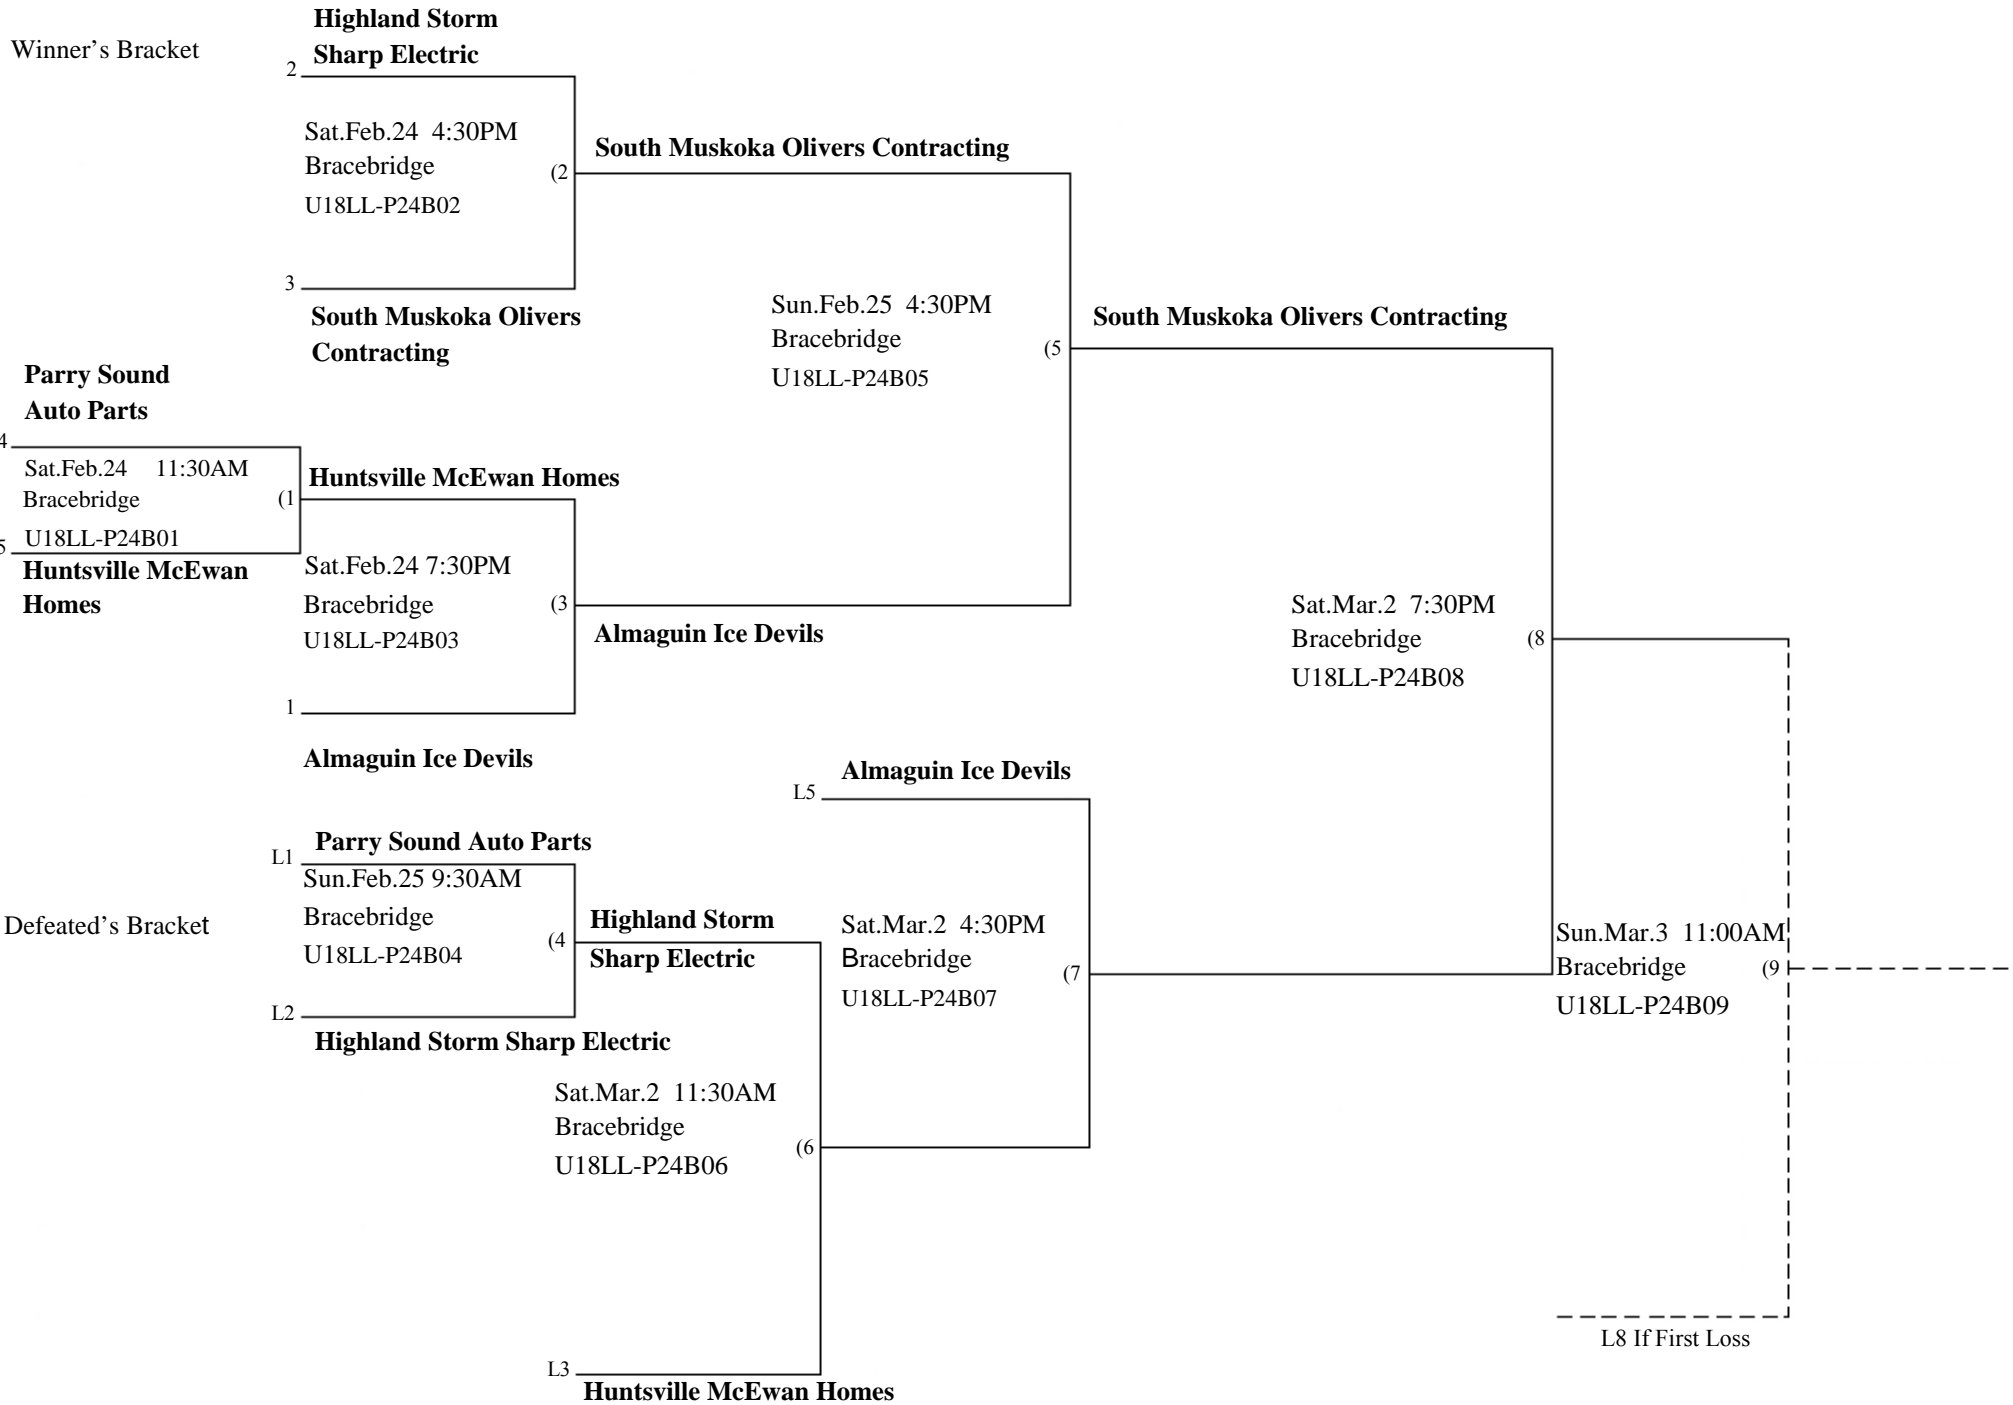 Winner's Bracket
Highland Storm
Sharp Electric
2
Sat.Feb.24 4:30PM
Bracebridge
U18LL-P24B02
(2
3
South Muskoka Olivers
Contracting
South Muskoka Olivers Contracting
Sun.Feb.25 4:30PM
Bracebridge
U18LL-P24B05
(5
South Muskoka Olivers Contracting
Parry Sound
Auto Parts
4
Sat.Feb.24 11:30AM
Bracebridge
U18LL-P24B01
(1
5
Huntsville McEwan
Homes
Huntsville McEwan Homes
Sat.Feb.24 7:30PM
Bracebridge
U18LL-P24B03
(3
1
Almaguin Ice Devils
Almaguin Ice Devils
Sat.Mar.2 7:30PM
Bracebridge
U18LL-P24B08
(8
Defeated's Bracket
L1
Parry Sound Auto Parts
Sun.Feb.25 9:30AM
Bracebridge
U18LL-P24B04
(4
L2
Highland Storm Sharp Electric
Highland Storm
Sharp Electric
Sat.Mar.2 11:30AM
Bracebridge
U18LL-P24B06
(6
L3
Huntsville McEwan Homes
L5
Almaguin Ice Devils
Sat.Mar.2 4:30PM
Bracebridge
U18LL-P24B07
(7
Sun.Mar.3 11:00AM
Bracebridge
U18LL-P24B09
(9
L8 If First Loss